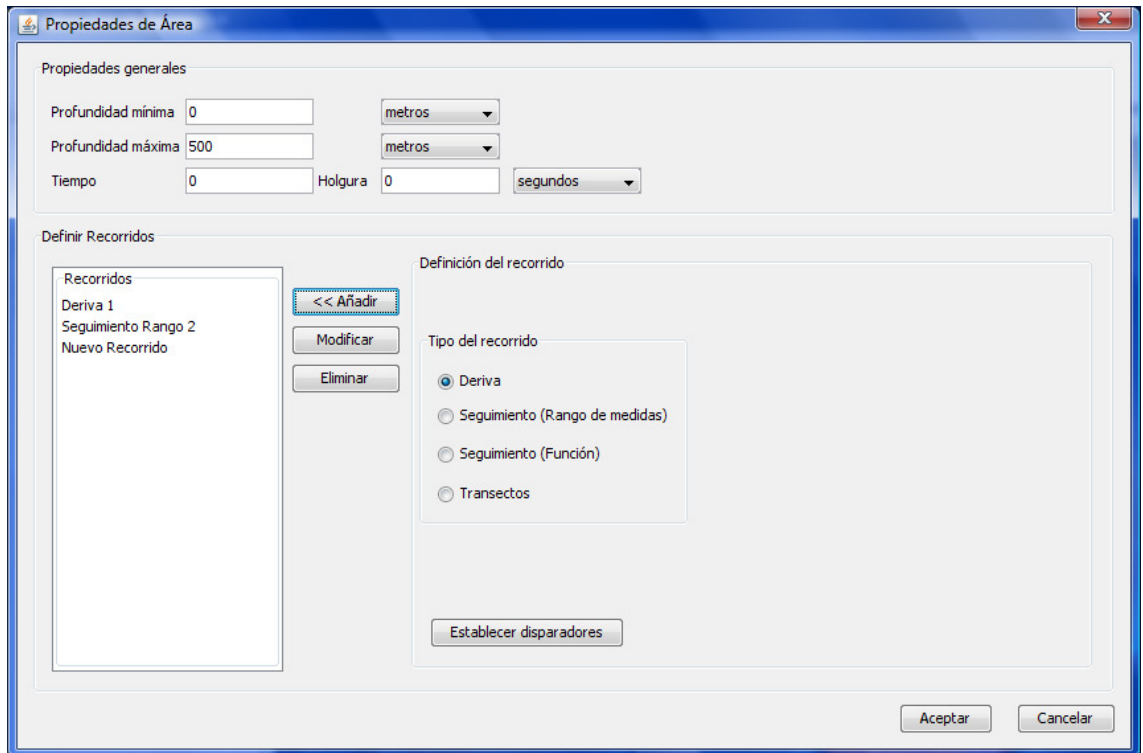 Propiedades de Área
Propiedades generales
Profundidad mínima 0 metros
Profundidad máxima 500 metros
Tiempo 0 Holgura 0 segundos
Definir Recorridos
Recorridos
Deriva 1
Seguimiento Rango 2
Nuevo Recorrido
<< Añadir
Modificar
Eliminar
Definición del recorrido
Tipo del recorrido
Deriva
Seguimiento (Rango de medidas)
Seguimiento (Función)
Transectos
Establecer disparadores
Aceptar Cancelar